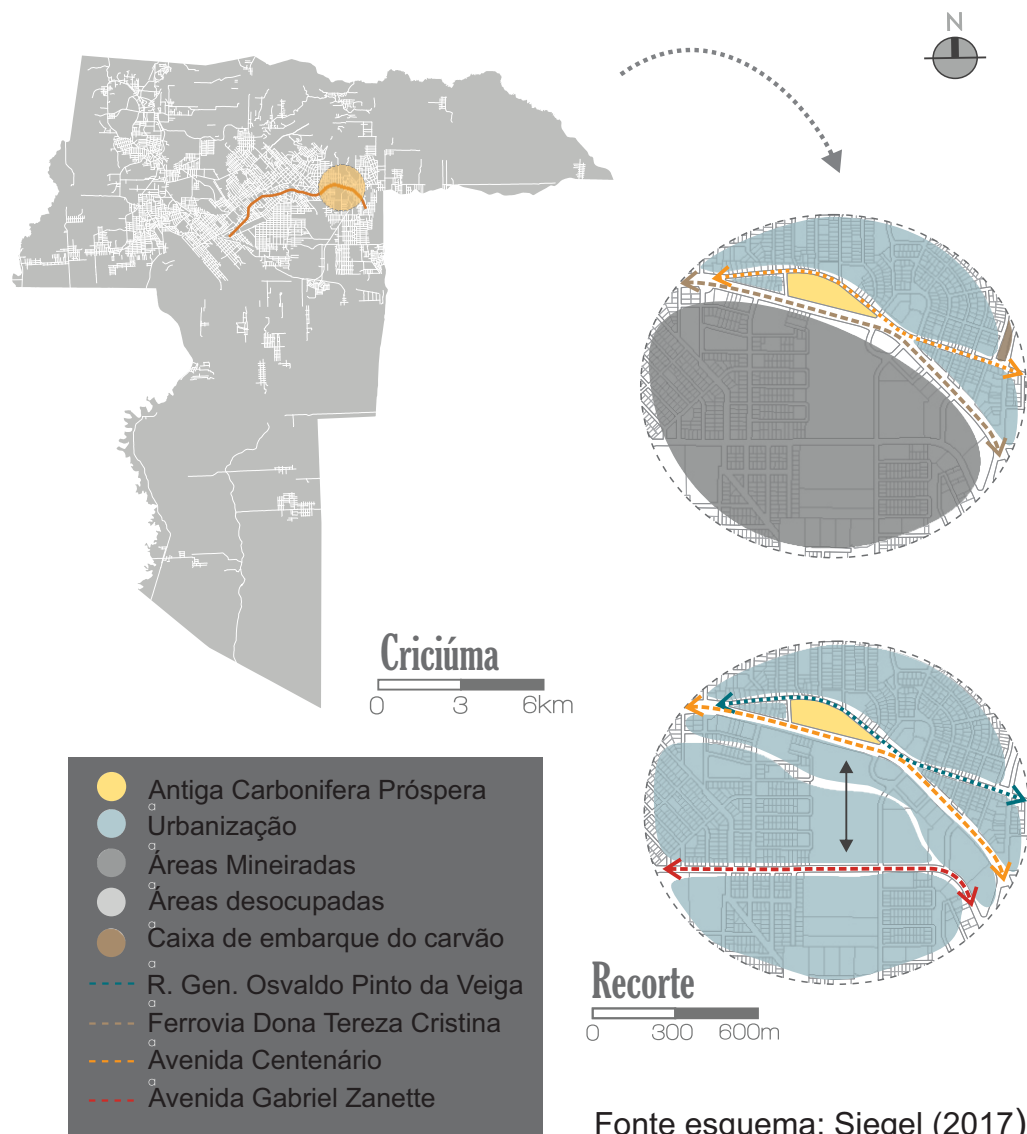 N
Criciúma
0 3 6km
Antiga Carbonifera Próspera
a
Urbanização
a
Áreas Mineiradas
a
Áreas desocupadas
a
Caixa de embarque do carvão
a
R. Gen. Osvaldo Pinto da Veiga
a
Ferrovia Dona Tereza Cristina
a
Avenida Centenário
a
Avenida Gabriel Zanette
Recorte
0 300 600m
Fonte esquema: Siegel (2017)